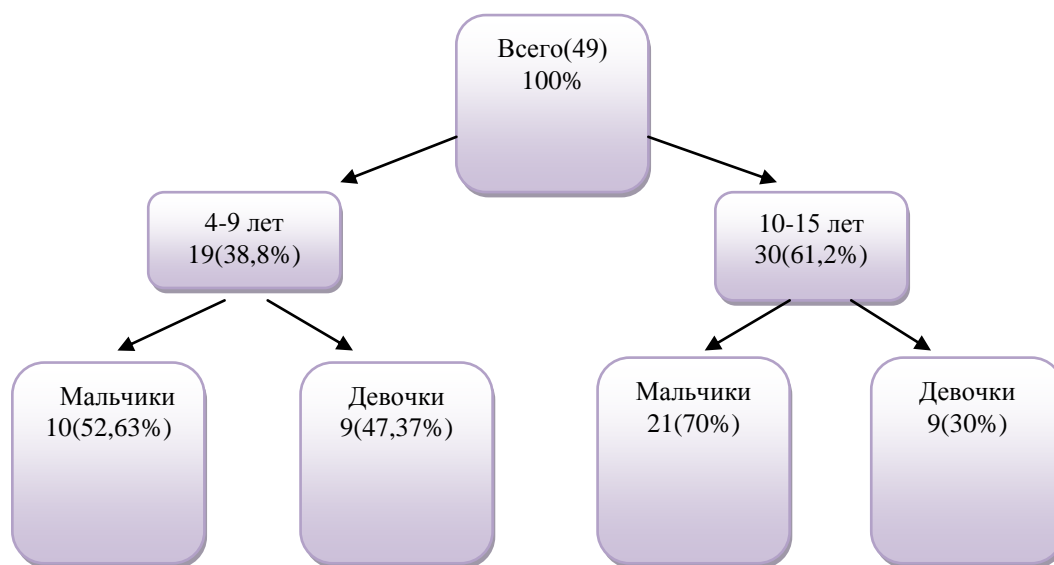 Всего(49)
100%
4-9 лет
19(38,8%)
10-15 лет
30(61,2%)
Мальчики
10(52,63%)
Девочки
9(47,37%)
Мальчики
21(70%)
Девочки
9(30%)